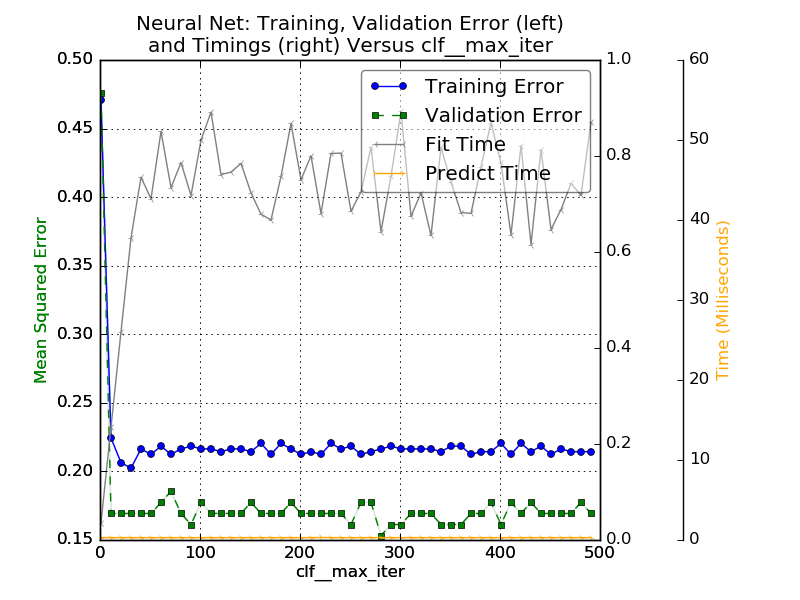 Neural Net: Training, Validation Error (left)
and Timings (right) Versus clf__max_iter
Training Error
Validation Error
Fit Time
Predict Time
Mean Squared Error
0.50
0.45
0.40
0.35
0.30
0.25
0.20
0.15
0 100 200 300 400 500
clf__max_iter
1.0
0.8
0.6
0.4
0.2
0.0
60
50
40
30
20
10
0
Time (Milliseconds)